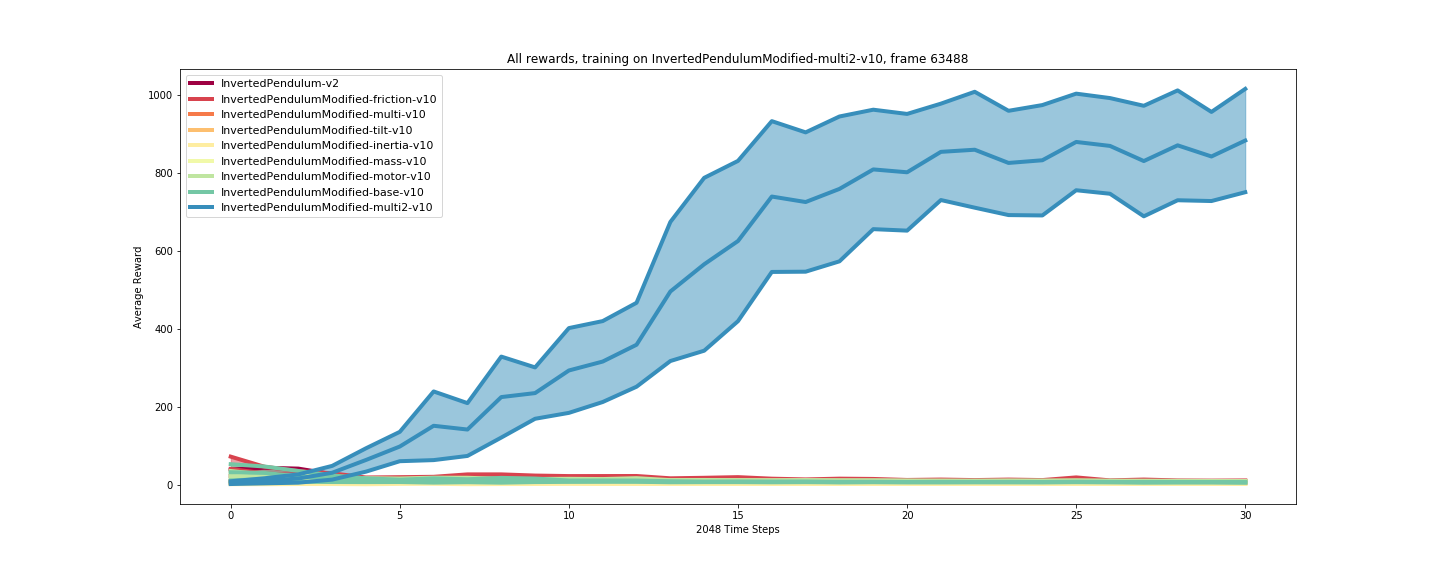 All rewards, training on InvertedPendulumModified-multi2-v10, frame 63488
InvertedPendulum-v2
InvertedPendulumModified-friction-v10
InvertedPendulumModified-multi-v10
InvertedPendulumModified-tilt-v10
InvertedPendulumModified-inertia-v10
InvertedPendulumModified-mass-v10
InvertedPendulumModified-motor-v10
InvertedPendulumModified-base-v10
InvertedPendulumModified-multi2-v10
1000
800
600
400
200
0
Average Reward
0 5 10 15 20 25 30
2048 Time Steps